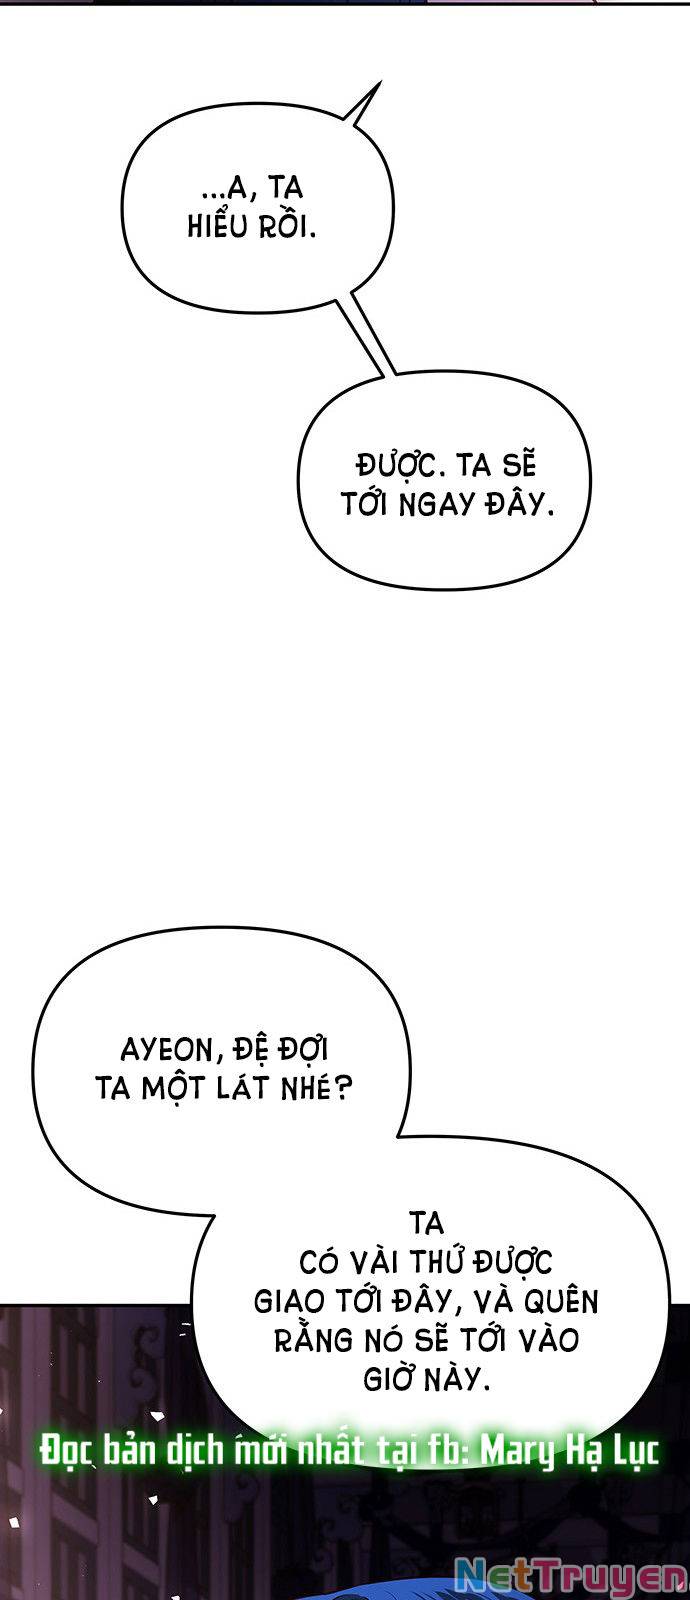 ...A, TA
HIỂU RỒI.
ĐƯỢC. TA SẼ
TỚI NGAY ĐÂY.
AYEON, ĐỆ ĐỢI
TA MỘT LÁT NHÉ?
TA
CÓ VÀI THỨ ĐƯỢC
GIAO TỚI ĐÂY, VÀ QUÊN
RẰNG NÓ SẼ TỚI VÀO
GIỜ NÀY.
Đọc bản dịch mới nhất tại fb: Mary Hạ Lục
NetTruyen